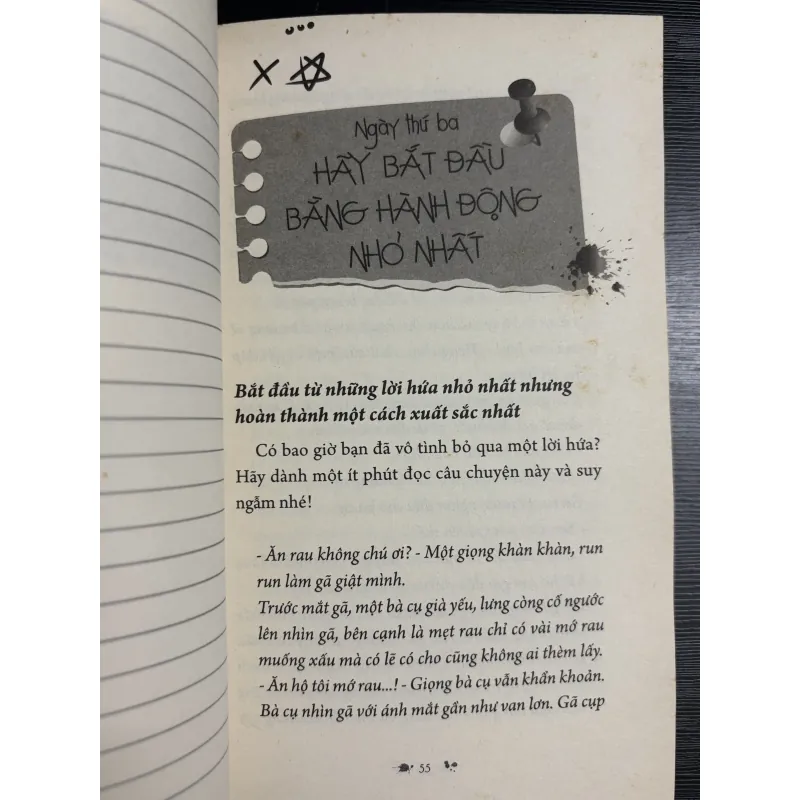 Ngày thứ ba
HÃY BẮT ĐẦU
BẰNG HÀNH ĐỘNG
NHỎ NHẤT
Bắt đầu từ những lời hứa nhỏ nhất nhưng
hoàn thành một cách xuất sắc nhất
Có bao giờ bạn đã vô tình bỏ qua một lời hứa?
Hãy dành một ít phút đọc câu chuyện này và suy
ngẫm nhé!
- Ăn rau không chú ơi? - Một giọng khàn khàn, run
run làm gã giật mình.
Trước mắt gã, một bà cụ già yếu, lưng còng cố ngước
lên nhìn gã, bên cạnh là mẹt rau chỉ có vài mớ rau
muống xấu mà có lẽ có cho cũng không ai thèm lấy.
- Ăn hộ tôi mớ rau...! - Giọng bà cụ vẫn khẩn khoản.
Bà cụ nhìn gã với ánh mắt gần như van lơn. Gã cụp
55